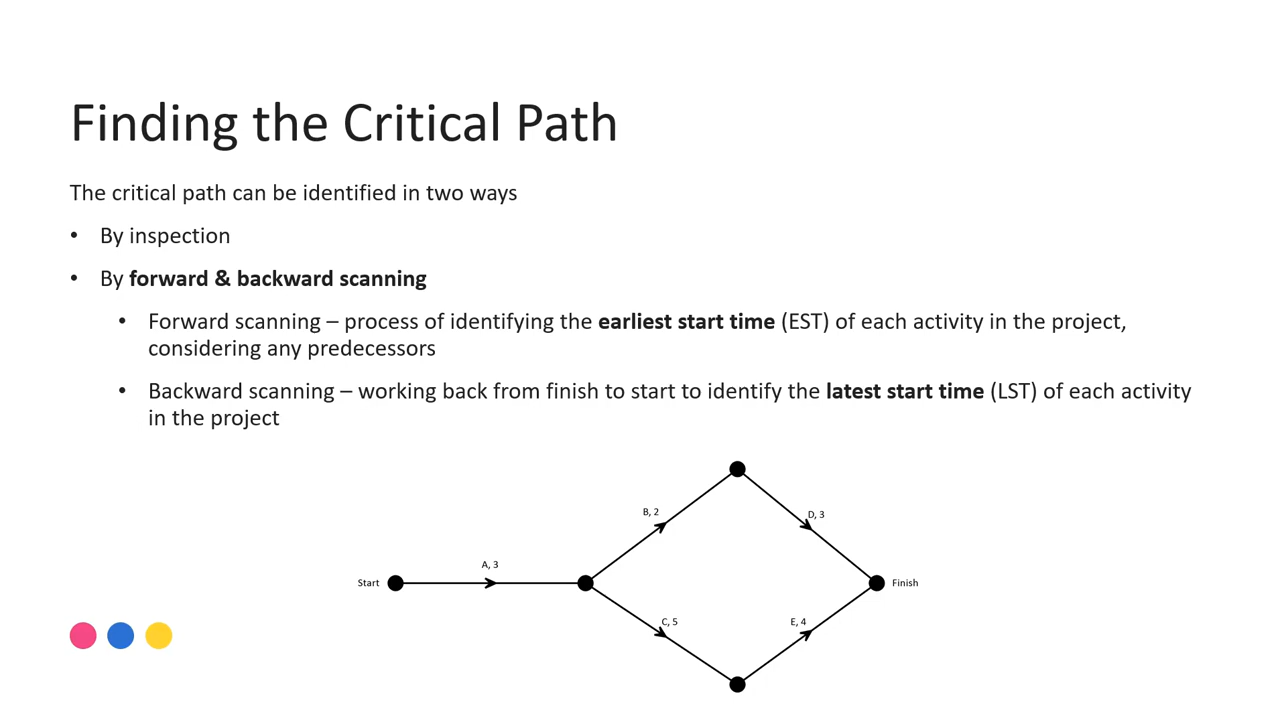 Finding the Critical Path
The critical path can be identified in two ways
• By inspection
• By forward & backward scanning
• Forward scanning – process of identifying the earliest start time (EST) of each activity in the project,
considering any predecessors
• Backward scanning – working back from finish to start to identify the latest start time (LST) of each activity
in the project
B, 2
D, 3
A, 3
Start
Finish
C, 5
E, 4